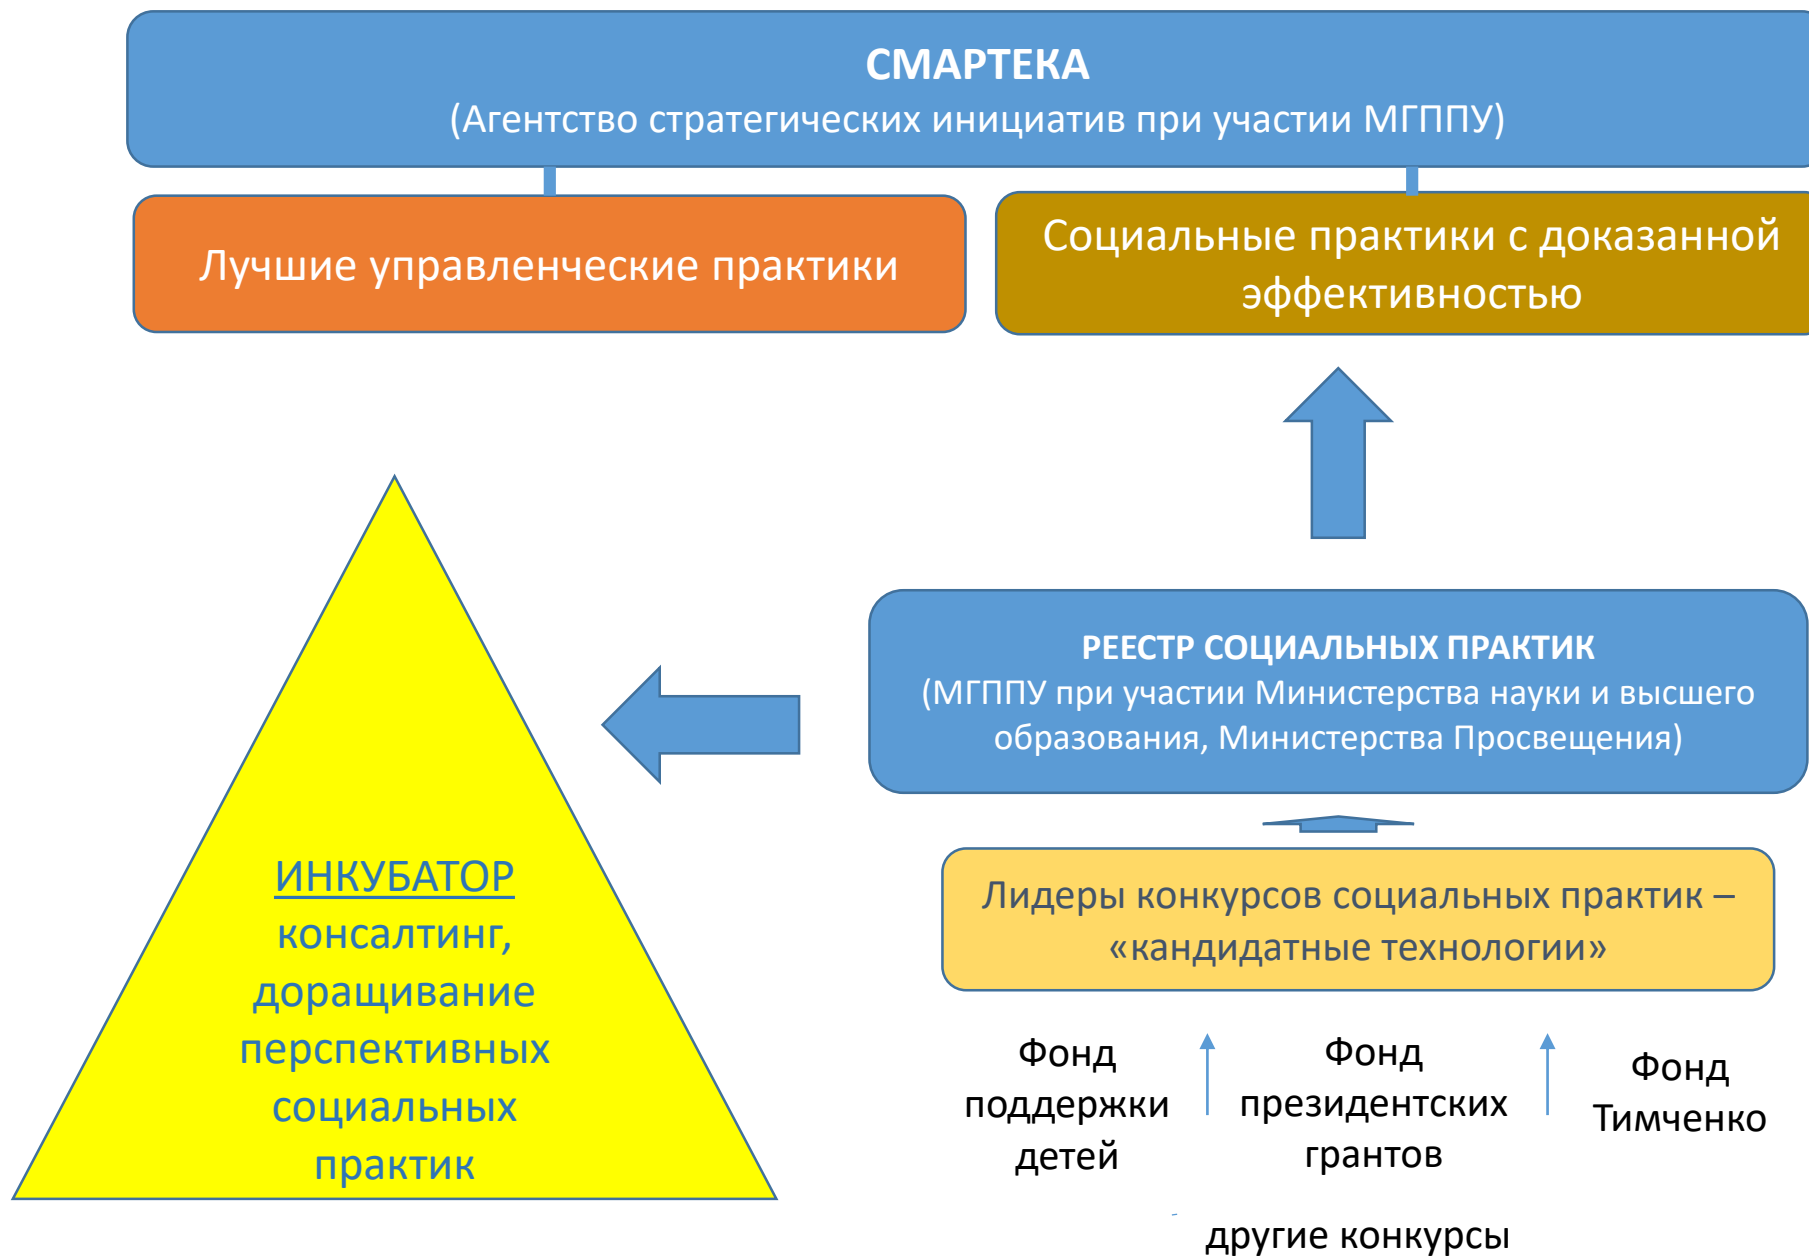 СМАРТЕКА
(Агентство стратегических инициатив при участии МГППУ)
Лучшие управленческие практики
Социальные практики с доказанной
эффективностью
РЕЕСТР СОЦИАЛЬНЫХ ПРАКТИК
(МГППУ при участии Министерства науки и высшего
образования, Министерства Просвещения)
ИНКУБАТОР
консалтинг,
доращивание
перспективных
социальных
практик
Лидеры конкурсов социальных практик –
«кандидатные технологии»
Фонд
поддержки
детей
Фонд
президентских
грантов
Фонд
Тимченко
другие конкурсы